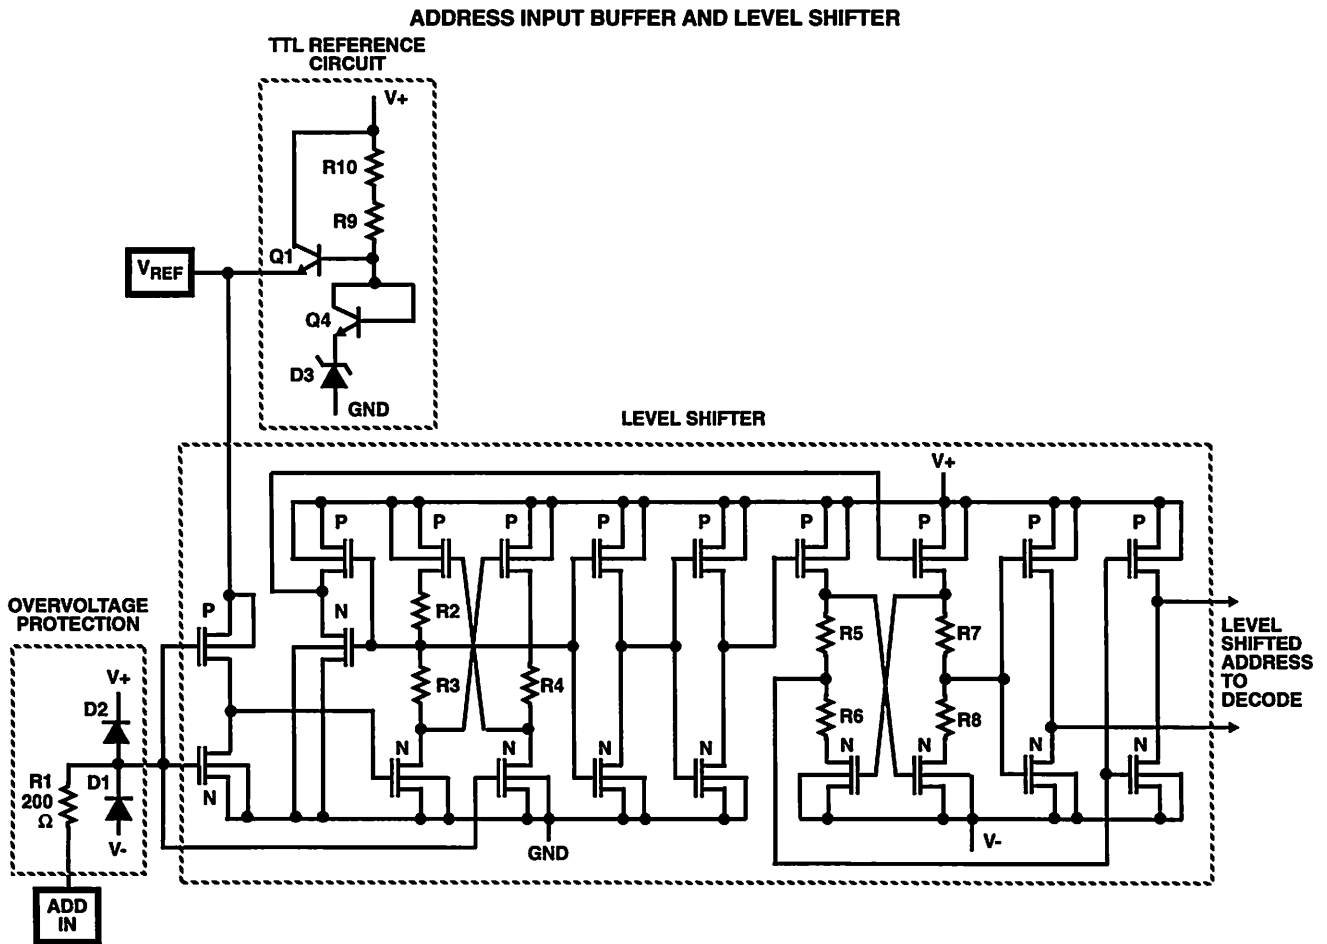 ADDRESS INPUT BUFFER AND LEVEL SHIFTER
TTL REFERENCE
CIRCUIT
V+
R10
R9
Q1
VREF
Q4
D3
GND
LEVEL SHIFTER
V+
P
P
P
P
P
P
P
P
P
OVERVOLTAGE
PROTECTION
P
N
R2
R5
R7
LEVEL
SHIFTED
ADDRESS
TO
DECODE
V+
R3
R4
D2
R6
R8
N
N
N
N
N
N
N
N
R1
200
Ω
D1
N
V-
V-
GND
ADD
IN